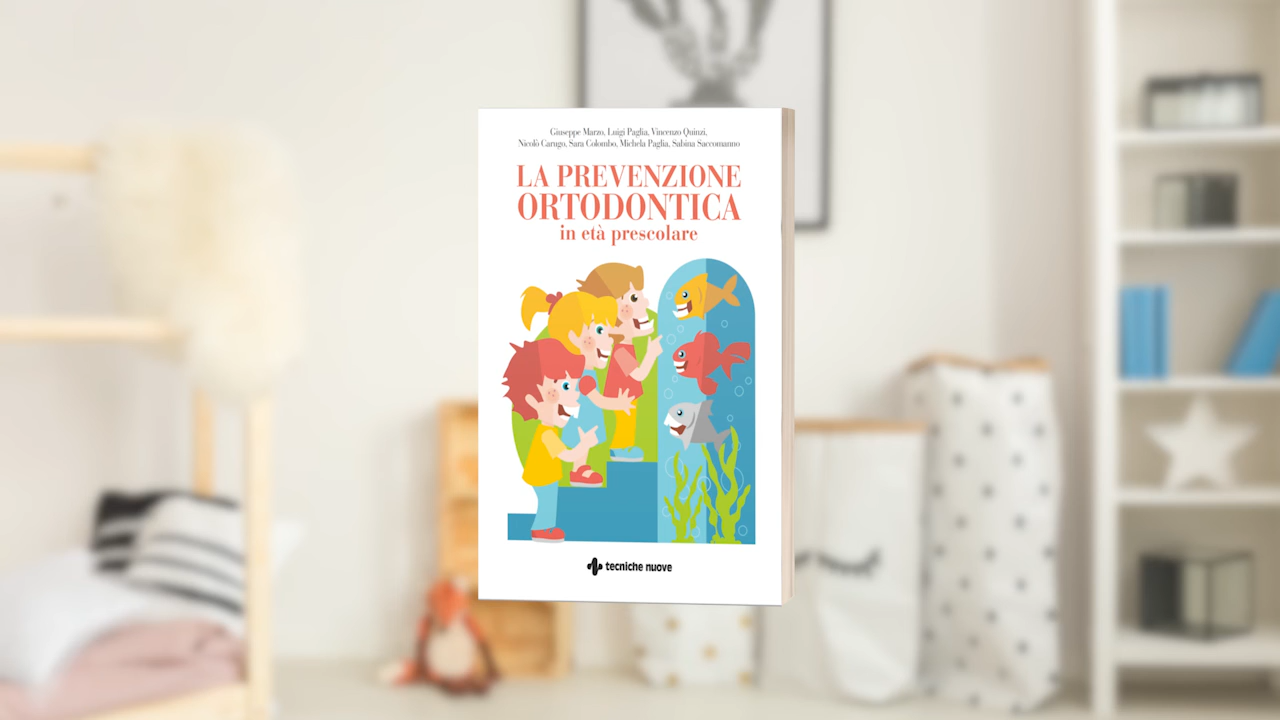 Giuseppe Marzo, Luigi Paglia, Vincenzo Quinzi,
Nicolò Carugo, Sara Colombo, Michela Paglia, Sabina Saccomanno
LA PREVENZIONE
ORTODONTICA
in età prescolare
tecniche nuove